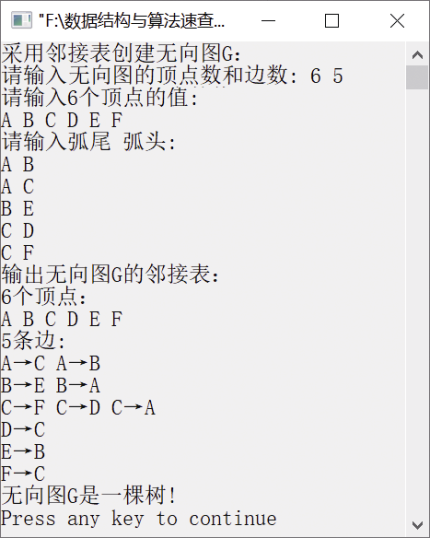 "F:\数据结构与算法速查...
采用邻接表创建无向图G:
请输入无向图的顶点数和边数: 6 5
请输入6个顶点的值:
A B C D E F
请输入弧尾 弧头:
A B
A C
B E
C D
C F
输出无向图G的邻接表:
6个顶点:
A B C D E F
5条边:
A→C A→B
B→E B→A
C→F C→D C→A
D→C
E→B
F→C
无向图G是一棵树!
Press any key to continue